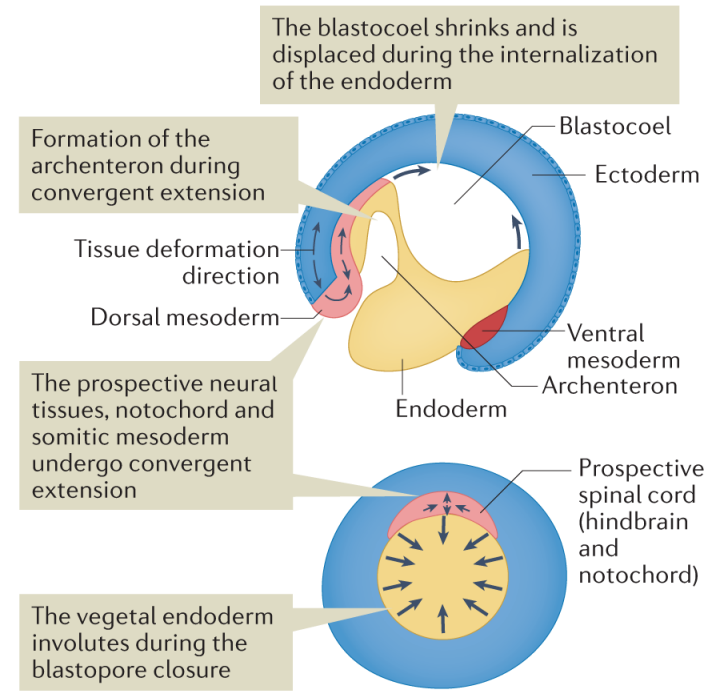 The blastocoel shrinks and is
displaced during the internalization
of the endoderm
Formation of the
archenteron during
convergent extension
Blastocoel
Ectoderm
Tissue deformation
direction
Dorsal mesoderm
Ventral
mesoderm
Archenteron
Endoderm
The prospective neural
tissues, notochord and
somitic mesoderm
undergo convergent
extension
Prospective
spinal cord
(hindbrain
and
notochord)
The vegetal endoderm
involutes during the
blastopore closure